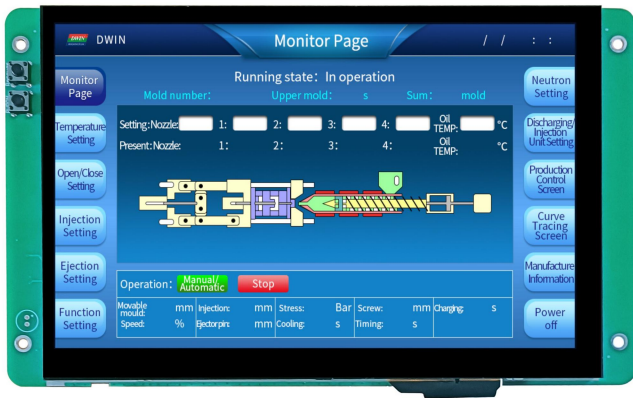 DWIN DWIN Monitor Page / / : :
Running state: In operation
Mold number: Upper mold: s Sum: mold
Setting:Nozzle: 1: 2: 3: 4: Oil TEMP: °C
Present:Nozzle: 1: 2: 3: 4: Oil TEMP: °C
Monitor Page
Temperature Setting
Open/Close Setting
Injection Setting
Ejection Setting
Function Setting
Operation: Manual/Automatic Stop
Movable mould: mm Injection: mm Stress: Bar Screw: mm Charging: s
Speed: % Ejectorpin: mm Cooling: s Timing: s
Neutron Setting
Discharging/Injection Unit Setting
Production Control Screen
Curve Tracing Screen
Manufacture Information
Power off